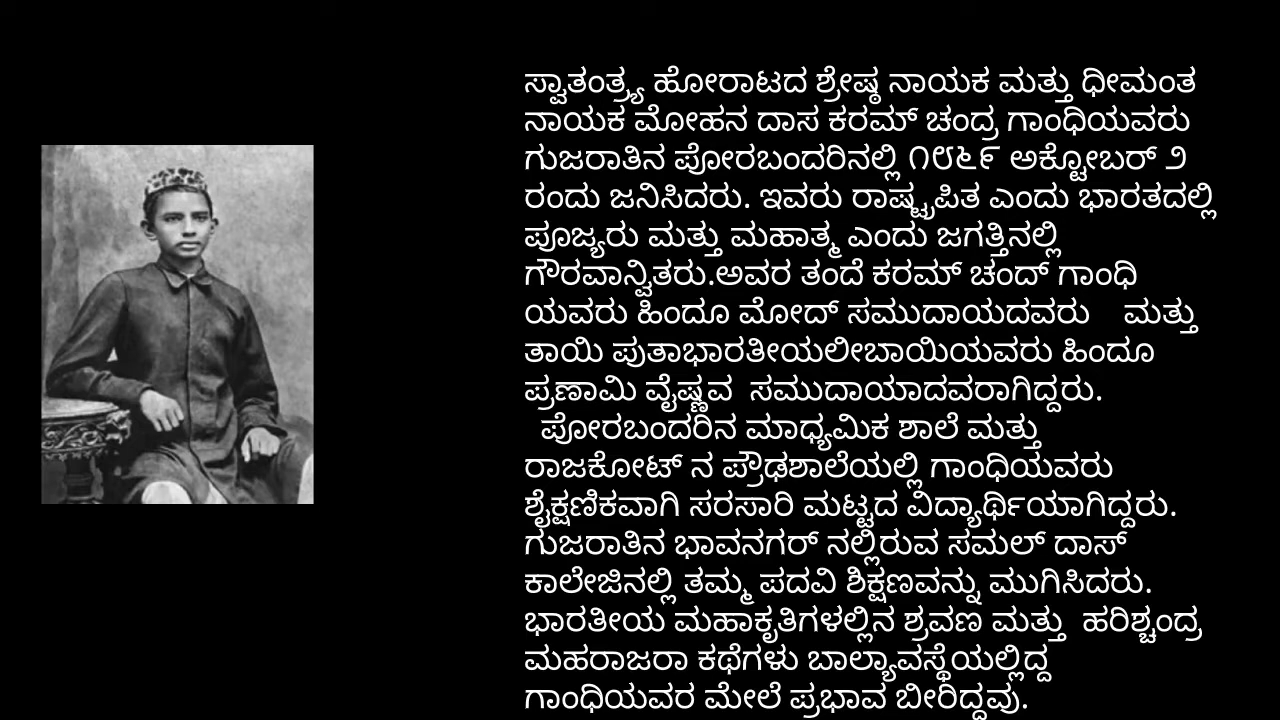 ಸ್ವಾತಂತ್ರ್ಯ ಹೋರಾಟದ ಶ್ರೇಷ್ಠ ನಾಯಕ ಮತ್ತು ಧೀಮಂತ
ನಾಯಕ ಮೋಹನ ದಾಸ ಕರಮ್ ಚಂದ್ರ ಗಾಂಧಿಯವರು
ಗುಜರಾತಿನ ಪೋರಬಂದರಿನಲ್ಲಿ ೧೮೬೯ ಅಕ್ಟೋಬರ್ ೨
ರಂದು ಜನಿಸಿದರು. ಇವರು ರಾಷ್ಟ್ರಪಿತ ಎಂದು ಭಾರತದಲ್ಲಿ
ಪೂಜ್ಯರು ಮತ್ತು ಮಹಾತ್ಮ ಎಂದು ಜಗತ್ತಿನಲ್ಲಿ
ಗೌರವಾನ್ವಿತರು.ಅವರ ತಂದೆ ಕರಮ್ ಚಂದ್ ಗಾಂಧಿ
ಯವರು ಹಿಂದೂ ಮೋದ್ ಸಮುದಾಯದವರು ಮತ್ತು
ತಾಯಿ ಪುತಾಭಾರತೀಯಲೀಬಾಯಿಯವರು ಹಿಂದೂ
ಪ್ರಣಾಮಿ ವೈಷ್ಣವ ಸಮುದಾಯಾದವರಾಗಿದ್ದರು.
ಪೋರಬಂದರಿನ ಮಾಧ್ಯಮಿಕ ಶಾಲೆ ಮತ್ತು
ರಾಜಕೋಟ್ ನ ಪ್ರೌಢಶಾಲೆಯಲ್ಲಿ ಗಾಂಧಿಯವರು
ಶೈಕ್ಷಣಿಕವಾಗಿ ಸರಸಾರಿ ಮಟ್ಟದ ವಿದ್ಯಾರ್ಥಿಯಾಗಿದ್ದರು.
ಗುಜರಾತಿನ ಭಾವನಗರ್ ನಲ್ಲಿರುವ ಸಮಲ್ ದಾಸ್
ಕಾಲೇಜಿನಲ್ಲಿ ತಮ್ಮ ಪದವಿ ಶಿಕ್ಷಣವನ್ನು ಮುಗಿಸಿದರು.
ಭಾರತೀಯ ಮಹಾಕೃತಿಗಳಲ್ಲಿನ ಶ್ರವಣ ಮತ್ತು ಹರಿಶ್ಚಂದ್ರ
ಮಹರಾಜರಾ ಕಥೆಗಳು ಬಾಲ್ಯಾವಸ್ಥೆಯಲ್ಲಿದ್ದ
ಗಾಂಧಿಯವರ ಮೇಲೆ ಪ್ರಭಾವ ಬೀರಿದ್ದವು.